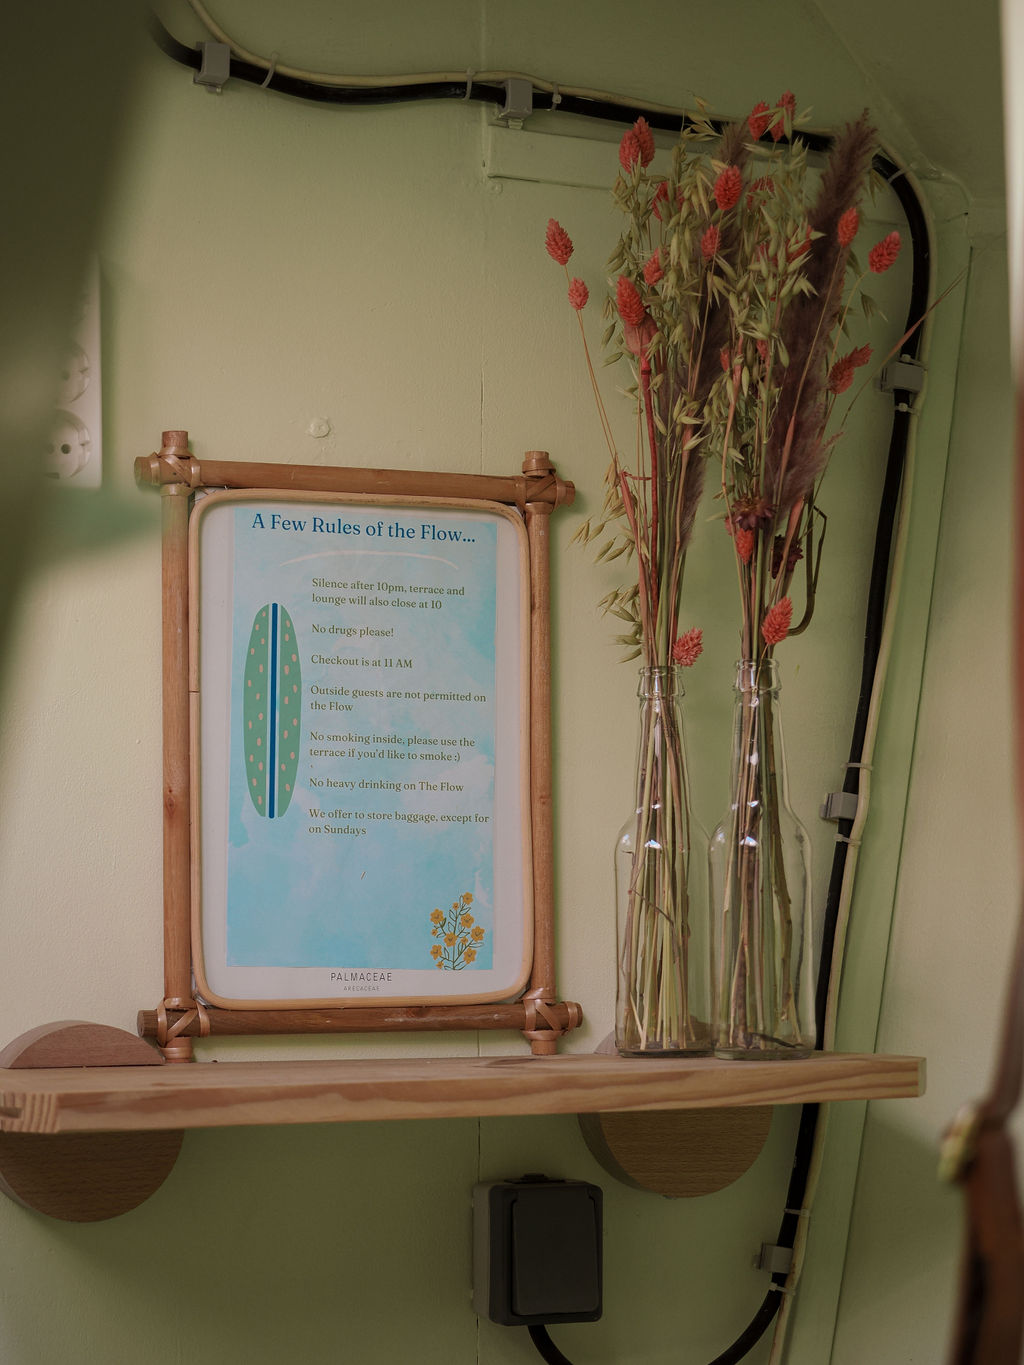 A Few Rules of the Flow...
Silence after 10pm, terrace and
lounge will also close at 10
No drugs please!
Checkout is at 11 AM
Outside guests are not permitted on
the Flow
No smoking inside, please use the
terrace if you'd like to smoke :)
No heavy drinking on The Flow
We offer to store baggage, except for
on Sundays
PALMACEAE
ARECACEAE